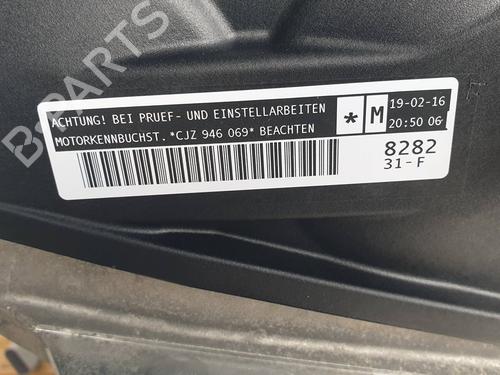 B-PARTS
ACHTUNG! BEI PRUEF- UND EINSTELLARBEITEN
MOTORKENNBUCHST. *CJZ 946 069* BEACHTEN
* M
19-02-16
20:50 06
8282
31-F